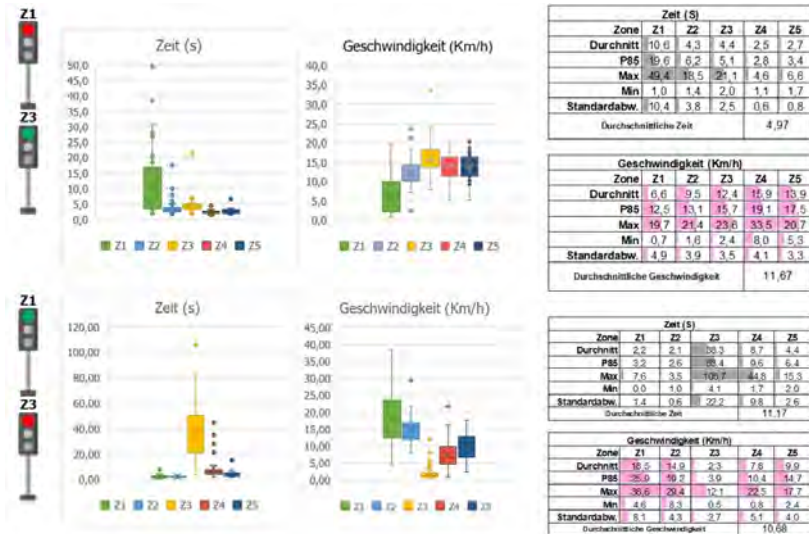 Z1
Z3
Zeit (s)
50,0
45,0
40,0
35,0
30,0
25,0
20,0
15,0
10,0
5,0
0,0
Z1 Z2 Z3 Z4 Z5
Geschwindigkeit (Km/h)
40,0
35,0
30,0
25,0
20,0
15,0
10,0
5,0
0,0
Z1 Z2 Z3 Z4 Z5
Zeit (S)
Zone Z1 Z2 Z3 Z4 Z5
Durchnitt 10,6 4,3 4,4 2,5 2,7
P85 19,6 6,2 5,1 2,8 3,4
Max 49,4 18,5 21,1 4,6 6,6
Min 1,0 1,4 2,0 1,1 1,7
Standardabw. 10,4 3,8 2,5 0,6 0,8
Durchschnittliche Zeit 4,97
Geschwindigkeit (Km/h)
Zone Z1 Z2 Z3 Z4 Z5
Durchnitt 6,6 9,5 12,4 15,9 13,9
P85 12,5 13,1 15,7 19,1 17,5
Max 19,7 21,4 23,6 33,5 20,7
Min 0,7 1,6 2,4 8,0 5,3
Standardabw. 4,9 3,9 3,5 4,1 3,3
Durchschnittliche Geschwindigkeit 11,67
Z1
Z3
Zeit (s)
120,00
100,00
80,00
60,00
40,00
20,00
0,00
Z1 Z2 Z3 Z4 Z5
Geschwindigkeit (Km/h)
45,00
40,00
35,00
30,00
25,00
20,00
15,00
10,00
5,00
0,00
Z1 Z2 Z3 Z4 Z5
Zeit (S)
Zone Z1 Z2 Z3 Z4 Z5
Durchnitt 2,2 2,1 38,3 8,7 4,4
P85 3,2 2,6 9,6 6,4
Max 7,6 3,5 44,8 15,3
Min 0,0 1,0 4,1 1,7 2,0
Standardabw. 1,4 0,6 22,2 9,8 2,6
Durchschnittliche Zeit 11,17
Geschwindigkeit (Km/h)
Zone Z1 Z2 Z3 Z4 Z5
Durchnitt 18,5 14,9 2,3 7,6 9,9
P85 25,9 19,2 3,9 10,4 14,7
Max 29,4 12,1 22,5 17,7
Min 4,6 8,3 0,5 0,8 2,4
Standardabw. 8,1 4,3 2,7 5,1 4,0
Durchschnittliche Geschwindigkeit 10,68